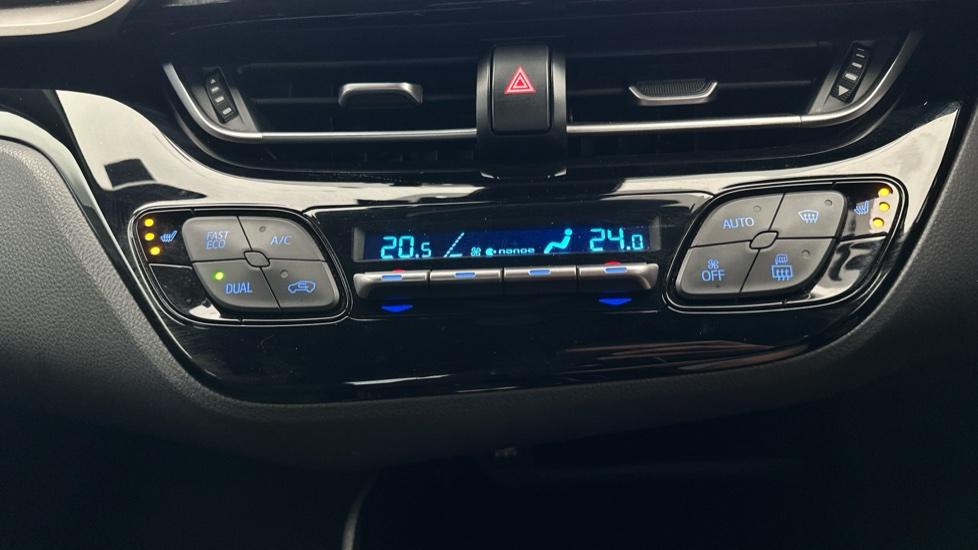 FAST ECO A/C
DUAL
20.5 nanoe 24.0
AUTO
OFF